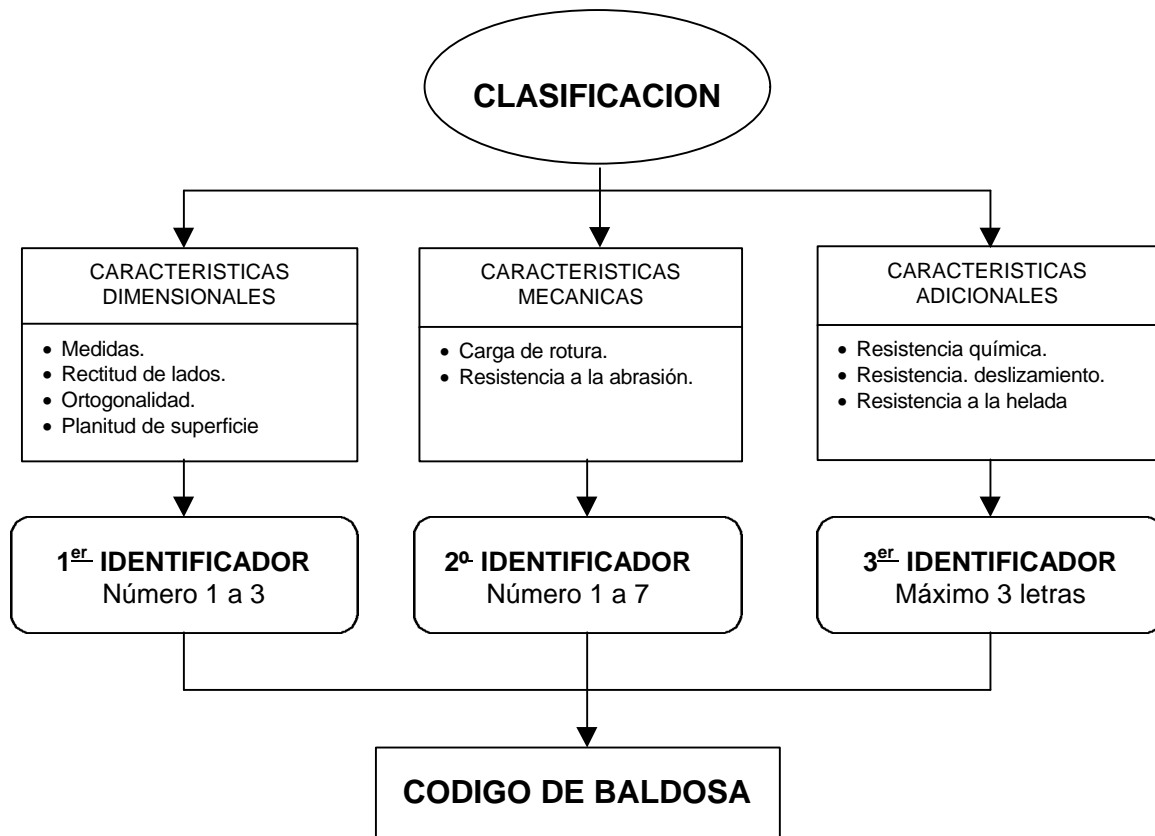 CLASIFICACION
CARACTERISTICAS
DIMENSIONALES
• Medidas.
• Rectitud de lados.
• Ortogonalidad.
• Planitud de superficie
CARACTERISTICAS
MECANICAS
• Carga de rotura.
• Resistencia a la abrasión.
CARACTERISTICAS
ADICIONALES
• Resistencia química.
• Resistencia. deslizamiento.
• Resistencia a la helada
1er IDENTIFICADOR
Número 1 a 3
2º IDENTIFICADOR
Número 1 a 7
3er IDENTIFICADOR
Máximo 3 letras
CODIGO DE BALDOSA